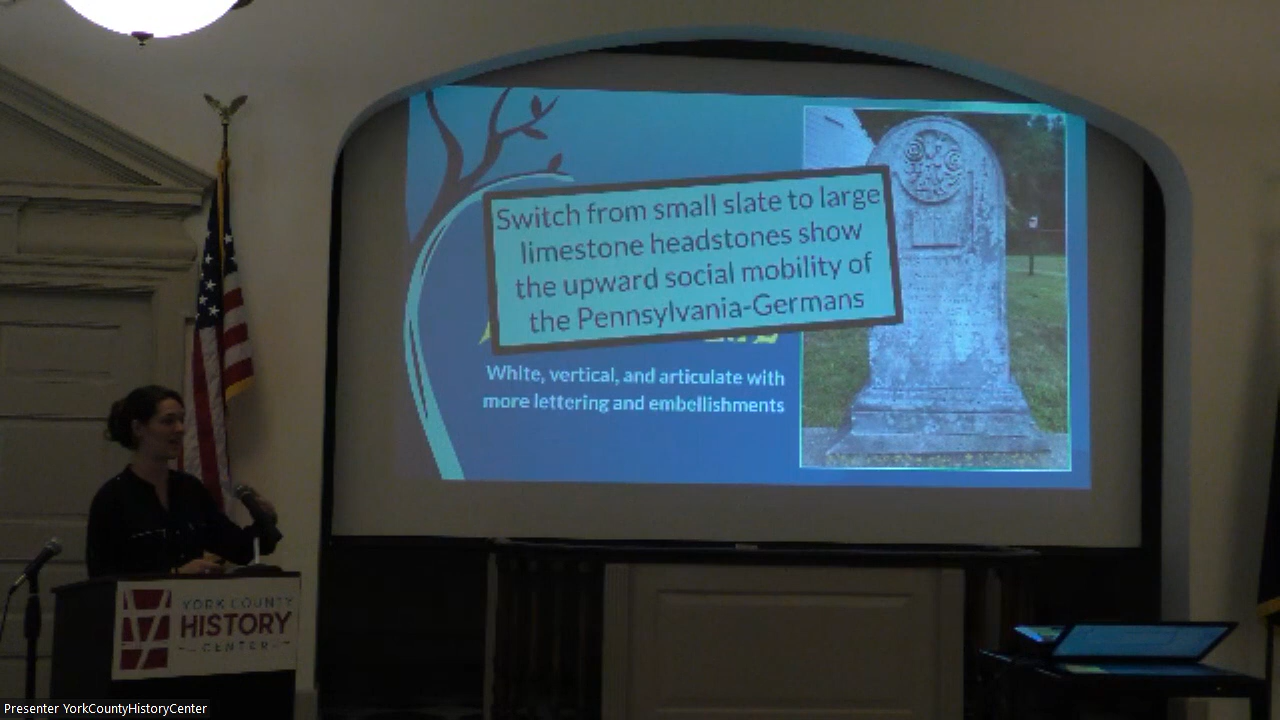 Switch from small slate to large
limestone headstones show
the upward social mobility of
the Pennsylvania-Germans
White, vertical, and articulate with
more lettering and embellishments
YORK COUNTY
HISTORY
CENTER
Presenter YorkCountyHistoryCenter